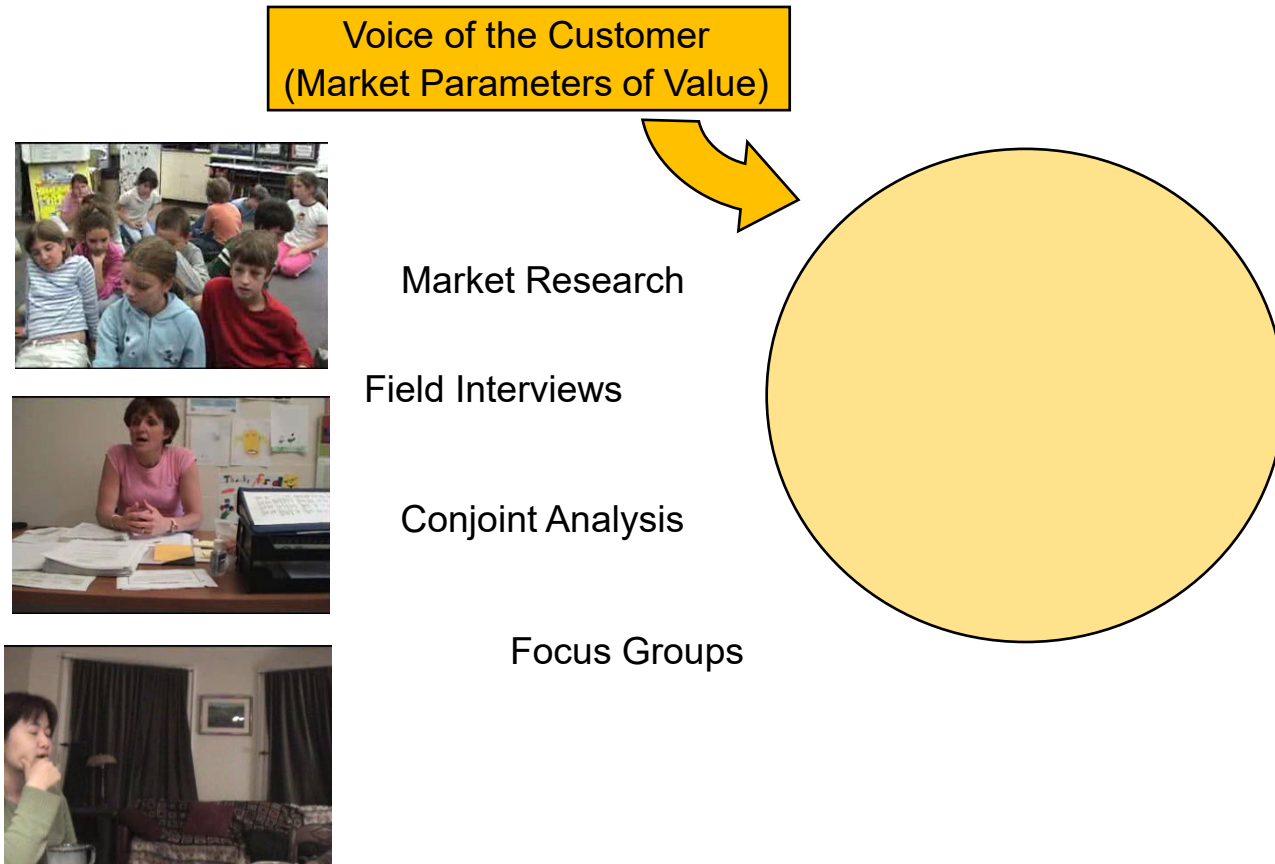 Voice of the Customer
(Market Parameters of Value)
Market Research
Field Interviews
Conjoint Analysis
Focus Groups